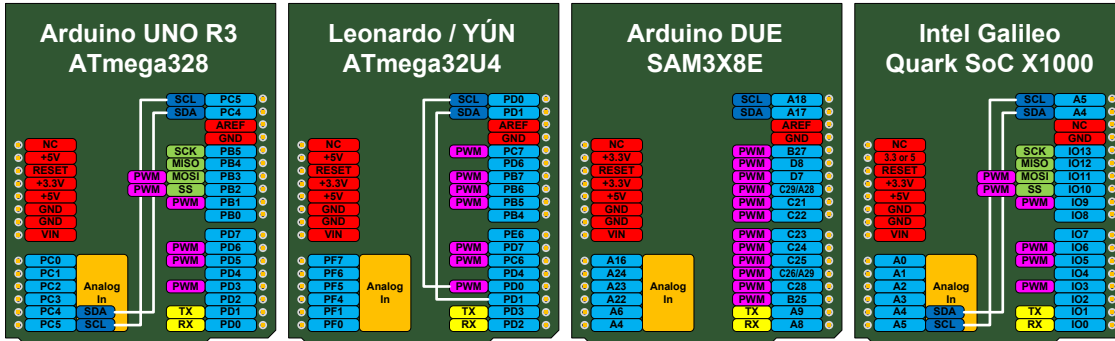 Arduino UNO R3
ATmega328
SCL PC5
SDA PC4
AREF
GND
NC
SCK PB5
+5V
MISO PB4
RESET
PWM MOSI PB3
+3.3V
PWM SS PB2
+5V
PWM PB1
GND
PB0
GND
VIN
PD7
PWM PD6
PC0
PWM PD5
PC1
PD4
PC2
Analog
In
PWM PD3
PC3
PD2
PC4 SDA
TX PD1
PC5 SCL
RX PD0
Leonardo / YÚN
ATmega32U4
SCL PD0
SDA PD1
AREF
GND
NC
PWM PC7
+5V
PD6
RESET
PWM PB7
+3.3V
PWM PB6
+5V
PWM PB5
GND
PB4
GND
VIN
PE6
PWM PD7
PF7
PWM PC6
PF6
PD4
PF5
Analog
In
PWM PD0
PF4
PD1
PF1
TX PD3
PF0
RX PD2
Arduino DUE
SAM3X8E
SCL A18
SDA A17
AREF
GND
NC
PWM B27
+3.3V
PWM D8
RESET
PWM D7
+3.3V
PWM C29/A28
+5V
PWM C21
GND
PWM C22
GND
VIN
PWM C23
PWM C24
A16
PWM C25
A24
PWM C26/A29
A23
Analog
In
PWM C28
A22
PWM B25
A6
TX A9
A4
RX A8
Intel Galileo
Quark SoC X1000
SCL A5
SDA A4
NC
GND
NC
SCK IO13
3.3 or 5
MISO IO12
RESET
PWM MOSI IO11
+3.3V
PWM SS IO10
+5V
PWM IO9
GND
IO8
GND
VIN
IO7
PWM IO6
A0
PWM IO5
A1
IO4
A2
Analog
In
PWM IO3
A3
IO2
A4 SDA
TX IO1
A5 SCL
RX IO0